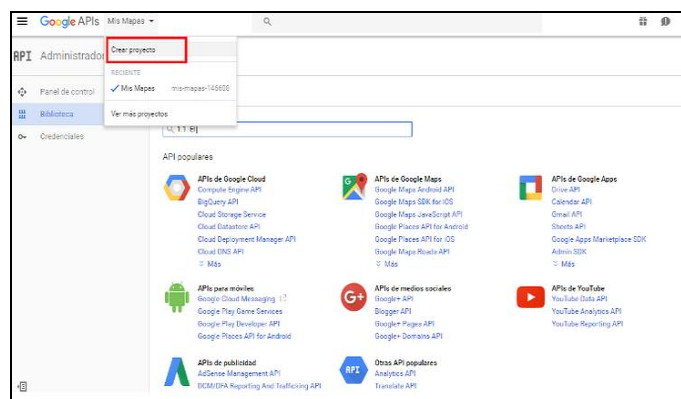 Google APIs Mis Mapas
Crear proyecto
API Administrador
RECIENTE
Mis Mapas mis-mapas-146608
Ver más proyectos
Panel de control
Biblioteca
Credenciales
API populares
APIs de Google Cloud
Compute Engine API
BigQuery API
Cloud Storage Service
Cloud Datastore API
Cloud Deployment Manager API
Cloud DNS API
Más
APIs de Google Maps
Google Maps Android API
Google Maps SDK for iOS
Google Maps JavaScript API
Google Places API for Android
Google Places API for iOS
Google Maps Roads API
Más
APIs de Google Apps
Drive API
Calendar API
Gmail API
Sheets API
Google Apps Marketplace SDK
Admin SDK
Más
APIs para móviles
Google Cloud Messaging
Google Play Game Services
Google Play Developer API
Google Places API for Android
G+
APIs de medios sociales
Google+ API
Blogger API
Google+ Pages API
Google+ Domains API
APIs de YouTube
YouTube Data API
YouTube Analytics API
YouTube Reporting API
APIs de publicidad
AdSense Management API
DCM/DFA Reporting And Trafficking API
API
Otras API populares
Analytics API
Translate API